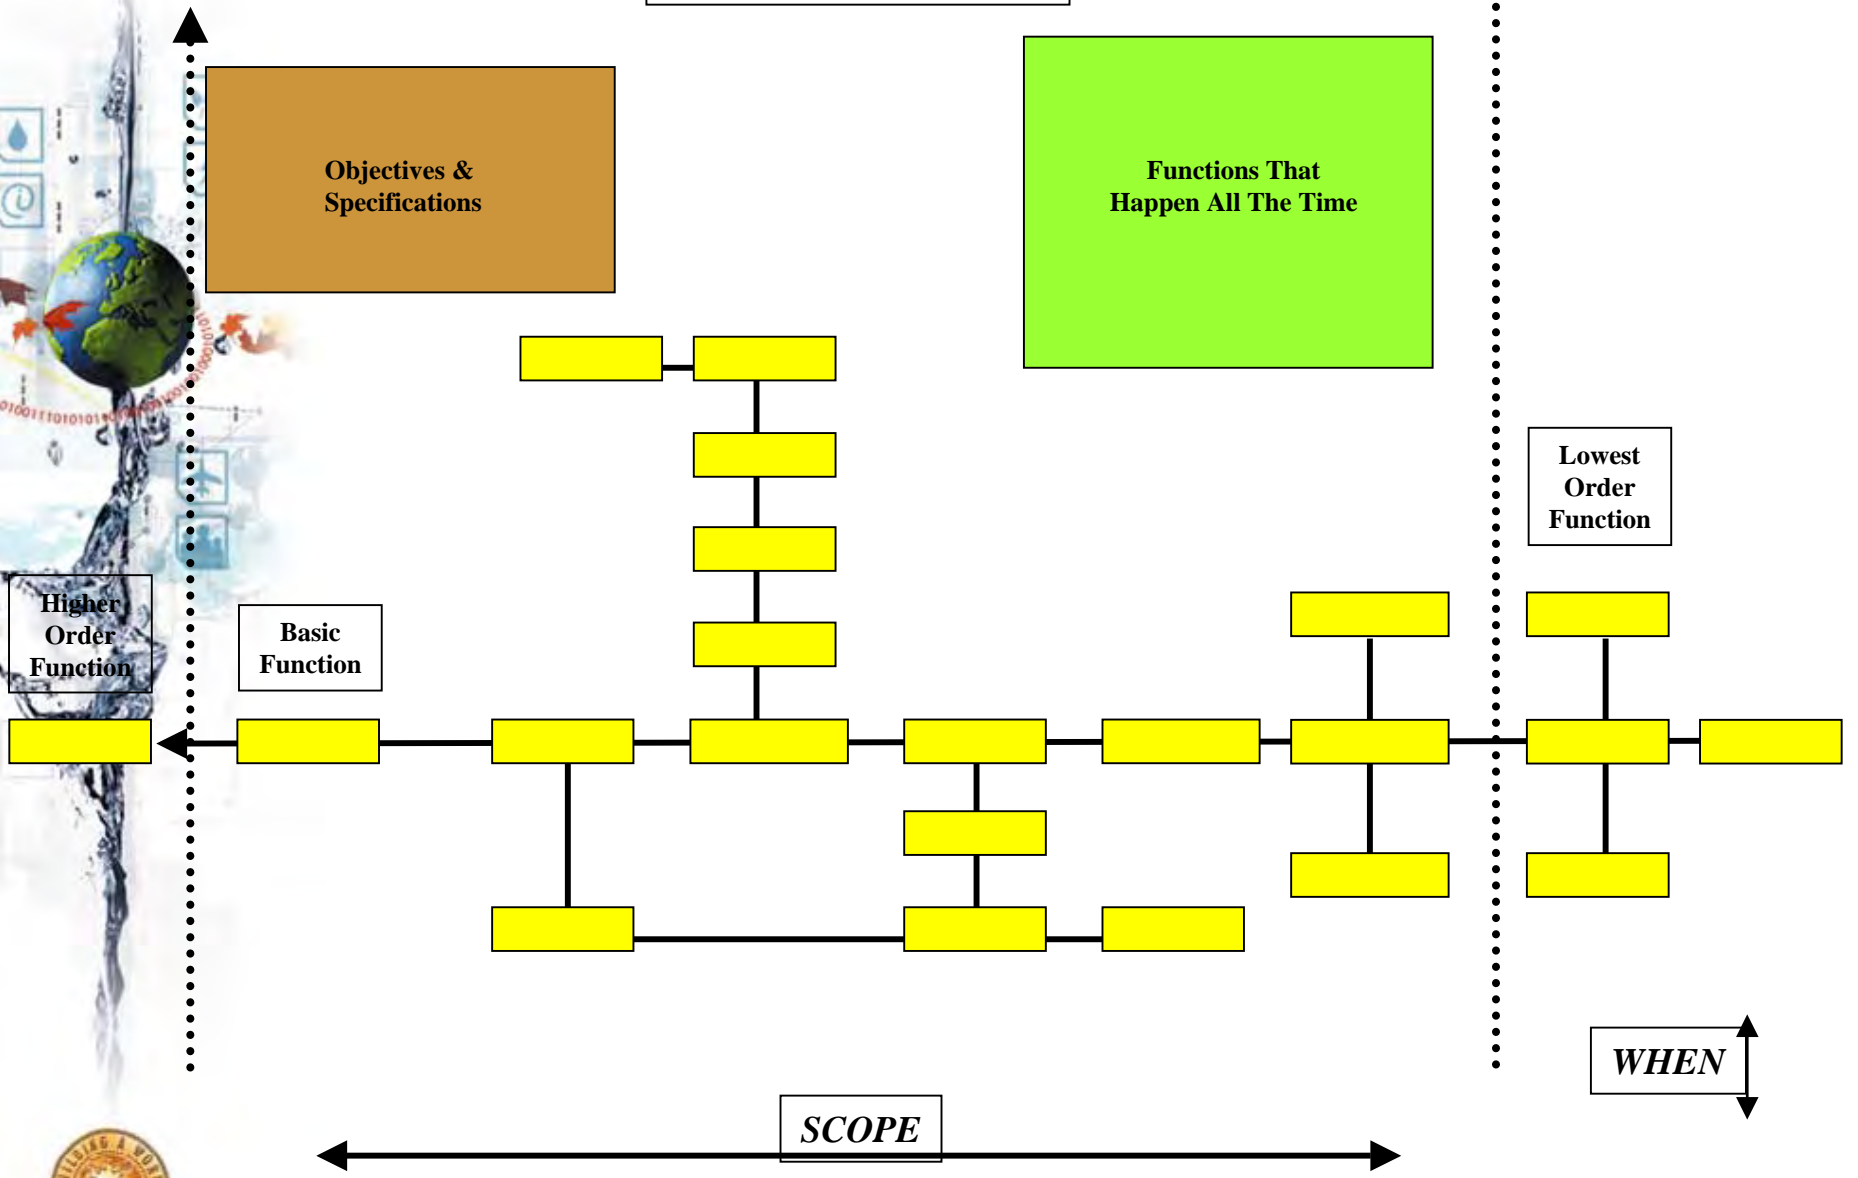 Objectives &
Specifications
Functions That
Happen All The Time
Lowest
Order
Function
Higher
Order
Function
Basic
Function
WHEN
SCOPE